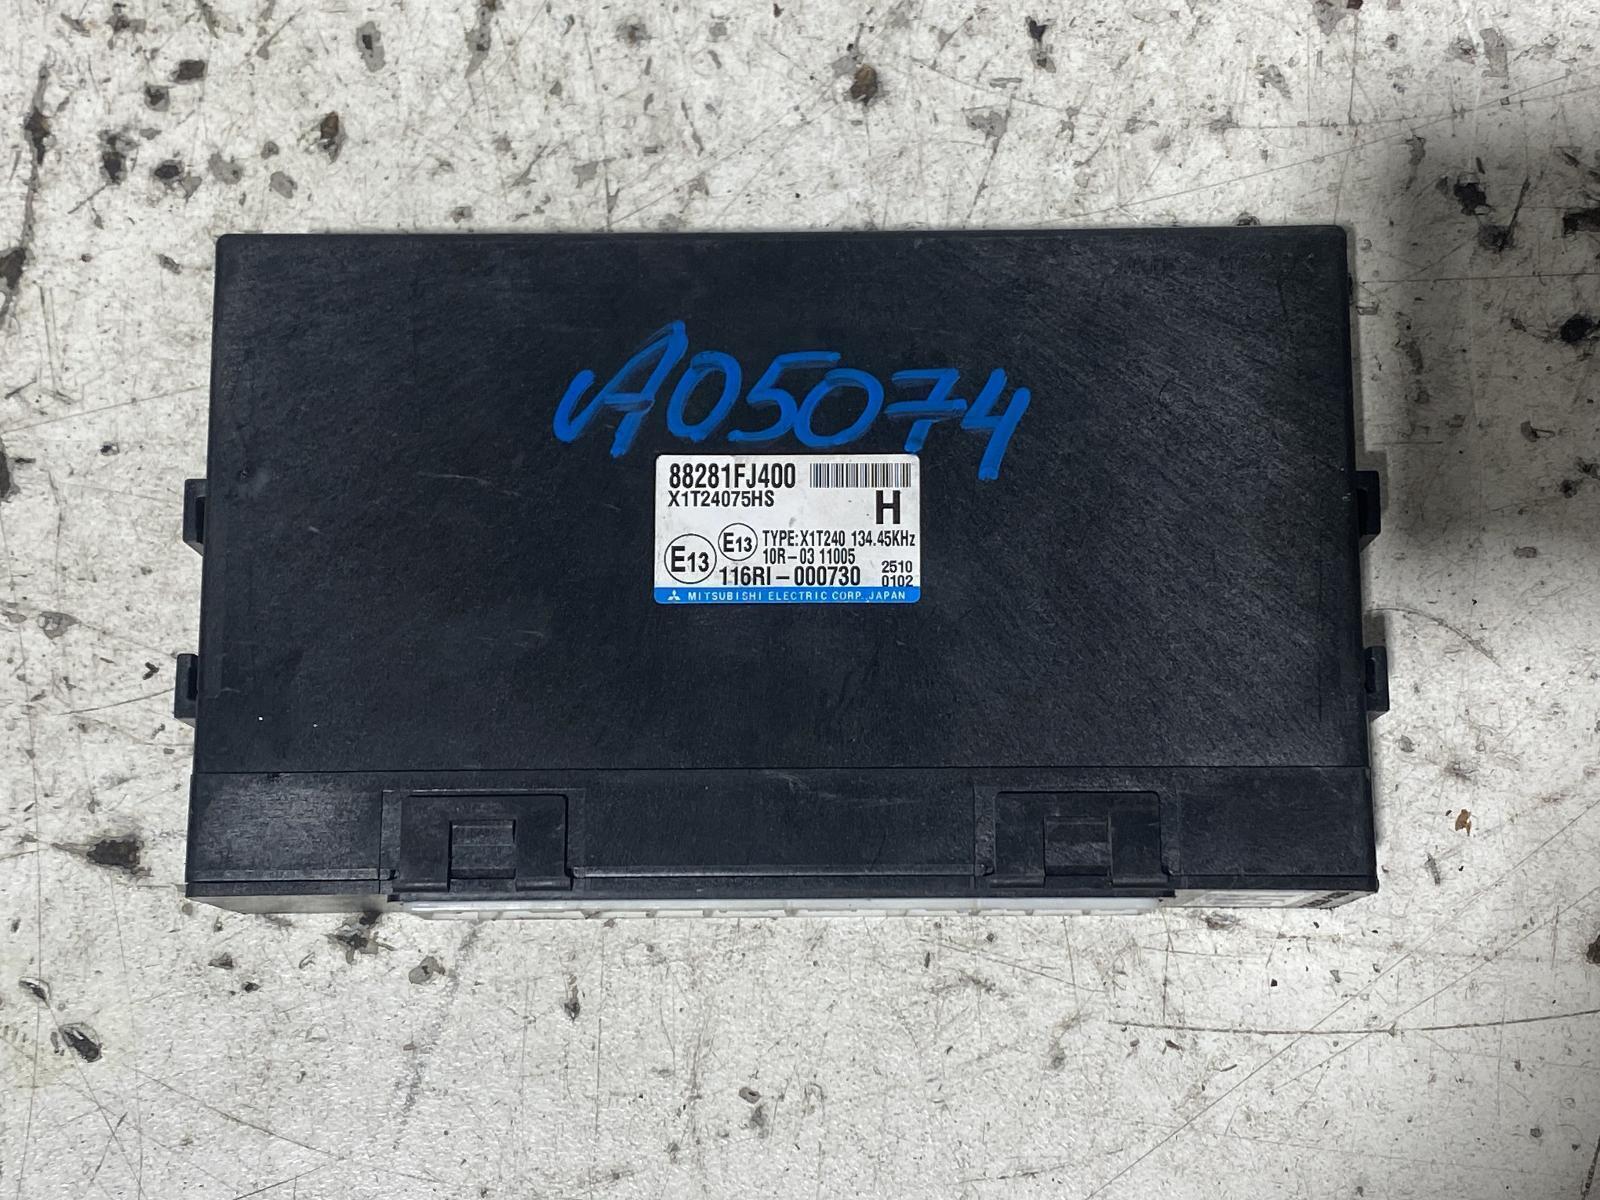 A05074
88281FJ400
X1T24075HS
H
E13
E13
TYPE:X1T240 134.45KHz
10R-03 11005
116RI-000730
2510
0102
MITSUBISHI ELECTRIC CORP. JAPAN